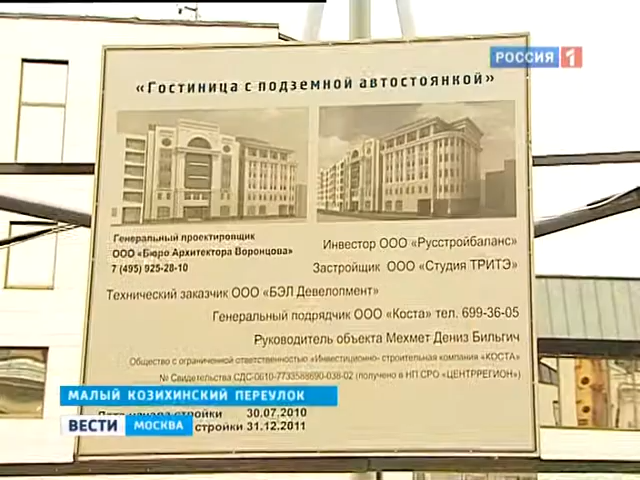 РОССИЯ 1
«Гостиница с подземной автостоянкой»
Генеральный проектировщик
ООО «Бюро Архитектора Воронцова»
7 (495) 925-28-10
Инвестор ООО «Русстройбаланс»
Застройщик ООО «Студия ТРИТЭ»
Технический заказчик ООО «БЭЛ Девелопмент»
Генеральный подрядчик ООО «Коста» тел. 699-36-05
Руководитель объекта Мехмет Дениз Бильгич
Общество с ограниченной ответственностью «Инвестиционно- строительная компания «КОСТА»
№ Свидетельства СДС-0610-7733588690-038-02 (получено в НП СРО «ЦЕНТРРЕГИОН»)
МАЛЫЙ КОЗИХИНСКИЙ ПЕРЕУЛОК
стройки 30.07.2010
ВЕСТИ МОСКВА стройки 31.12.2011